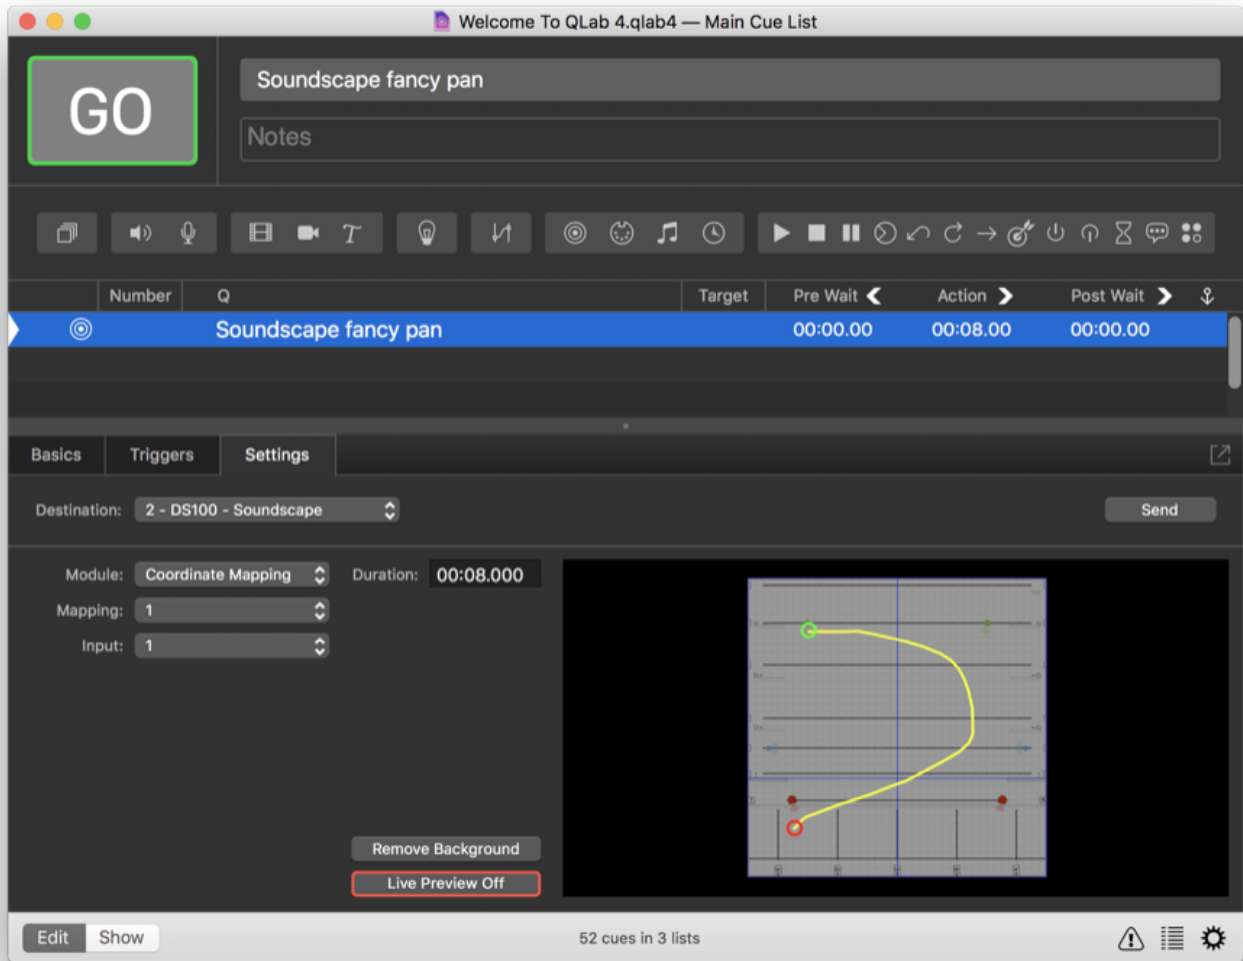 Welcome To QLab 4.qlab4 — Main Cue List
GO
Soundscape fancy pan
Notes
Number Q Target Pre Wait Action Post Wait
Soundscape fancy pan 00:00.00 00:08.00 00:00.00
Basics Triggers Settings
Destination: 2 - DS100 - Soundscape Send
Module: Coordinate Mapping Duration: 00:08.000
Mapping: 1
Input: 1
Remove Background
Live Preview Off
Edit Show 52 cues in 3 lists